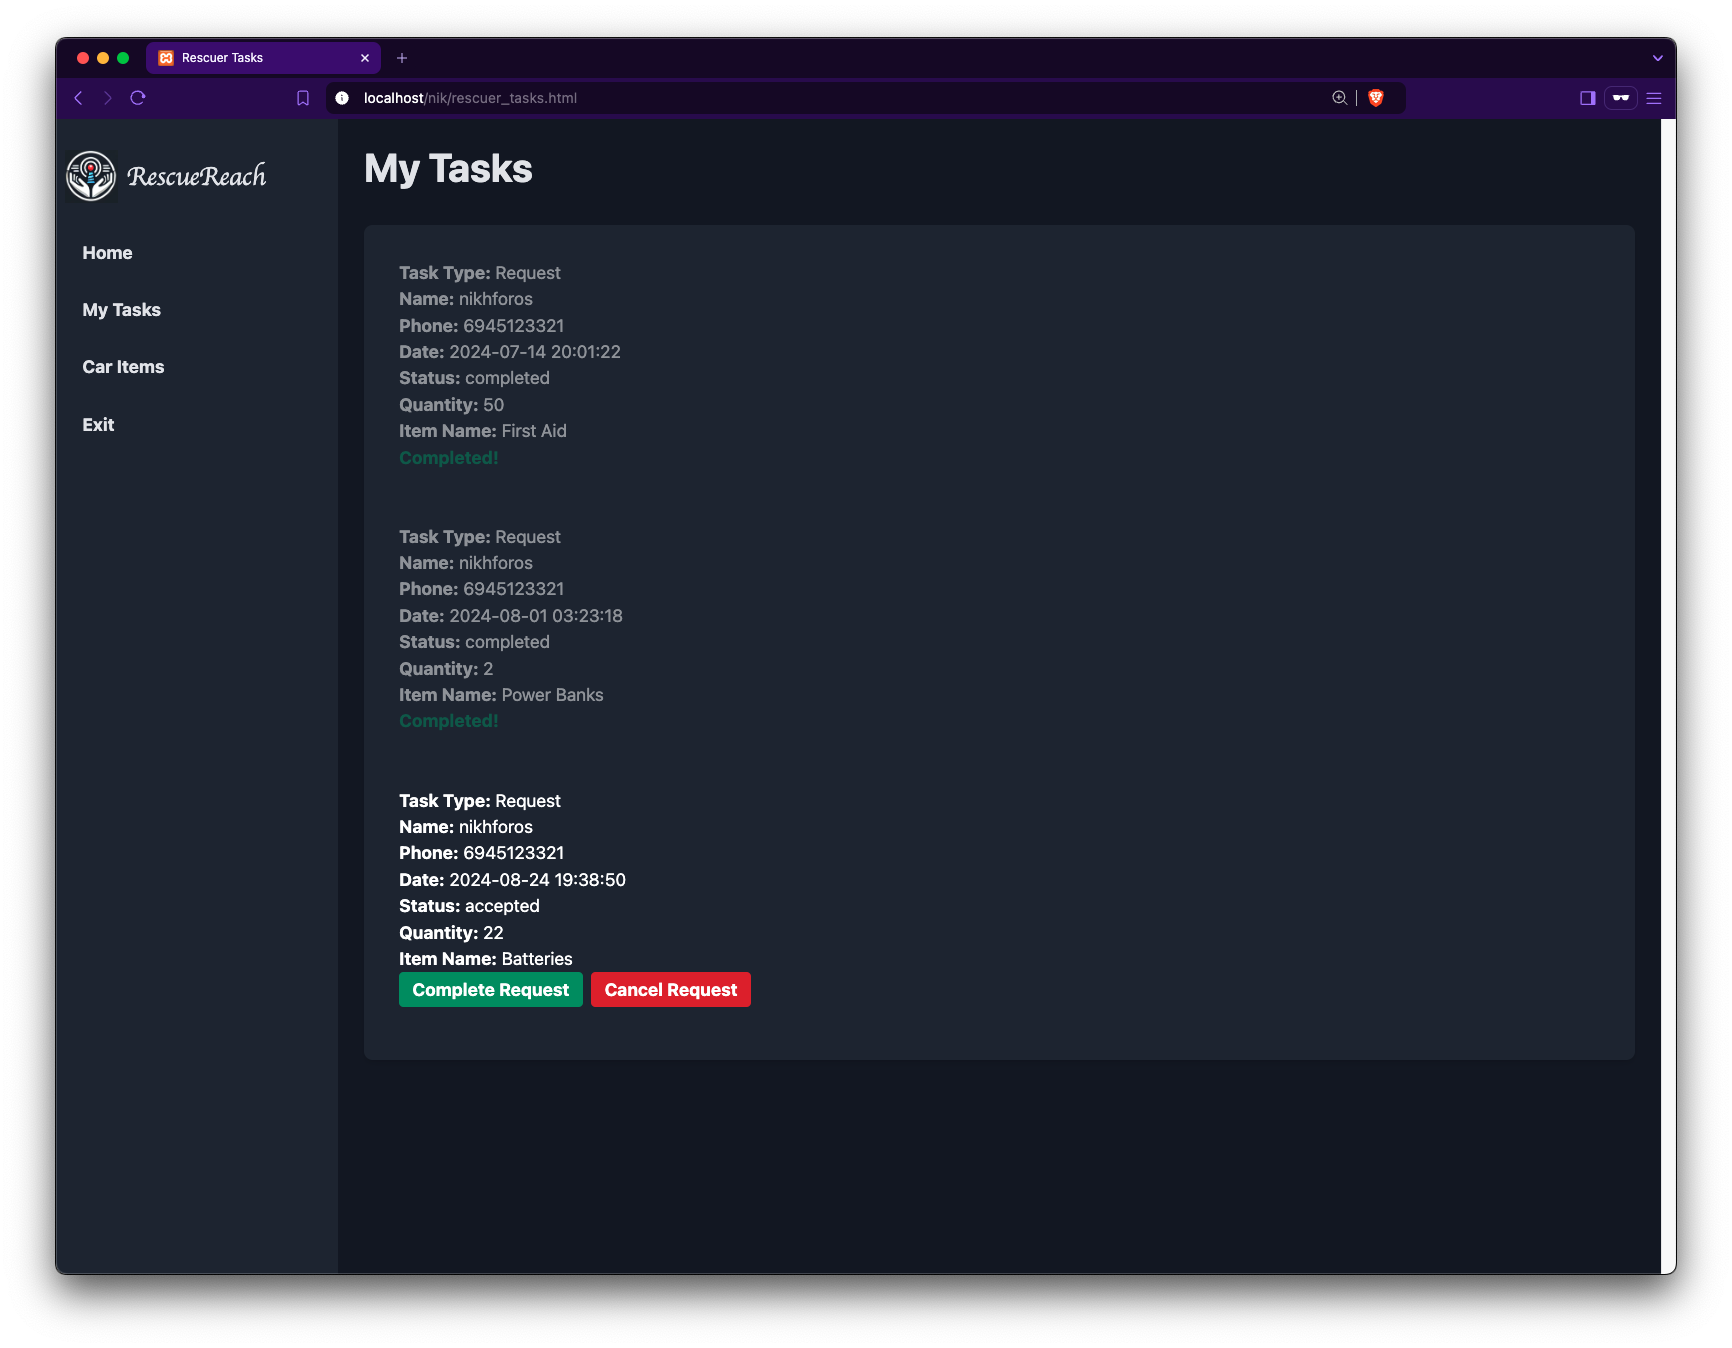 Rescuer Tasks
localhost/nik/rescuer_tasks.html
RescueReach
Home
My Tasks
Car Items
Exit
My Tasks
Task Type: Request
Name: nikhforos
Phone: 6945123321
Date: 2024-07-14 20:01:22
Status: completed
Quantity: 50
Item Name: First Aid
Completed!
Task Type: Request
Name: nikhforos
Phone: 6945123321
Date: 2024-08-01 03:23:18
Status: completed
Quantity: 2
Item Name: Power Banks
Completed!
Task Type: Request
Name: nikhforos
Phone: 6945123321
Date: 2024-08-24 19:38:50
Status: accepted
Quantity: 22
Item Name: Batteries
Complete Request Cancel Request